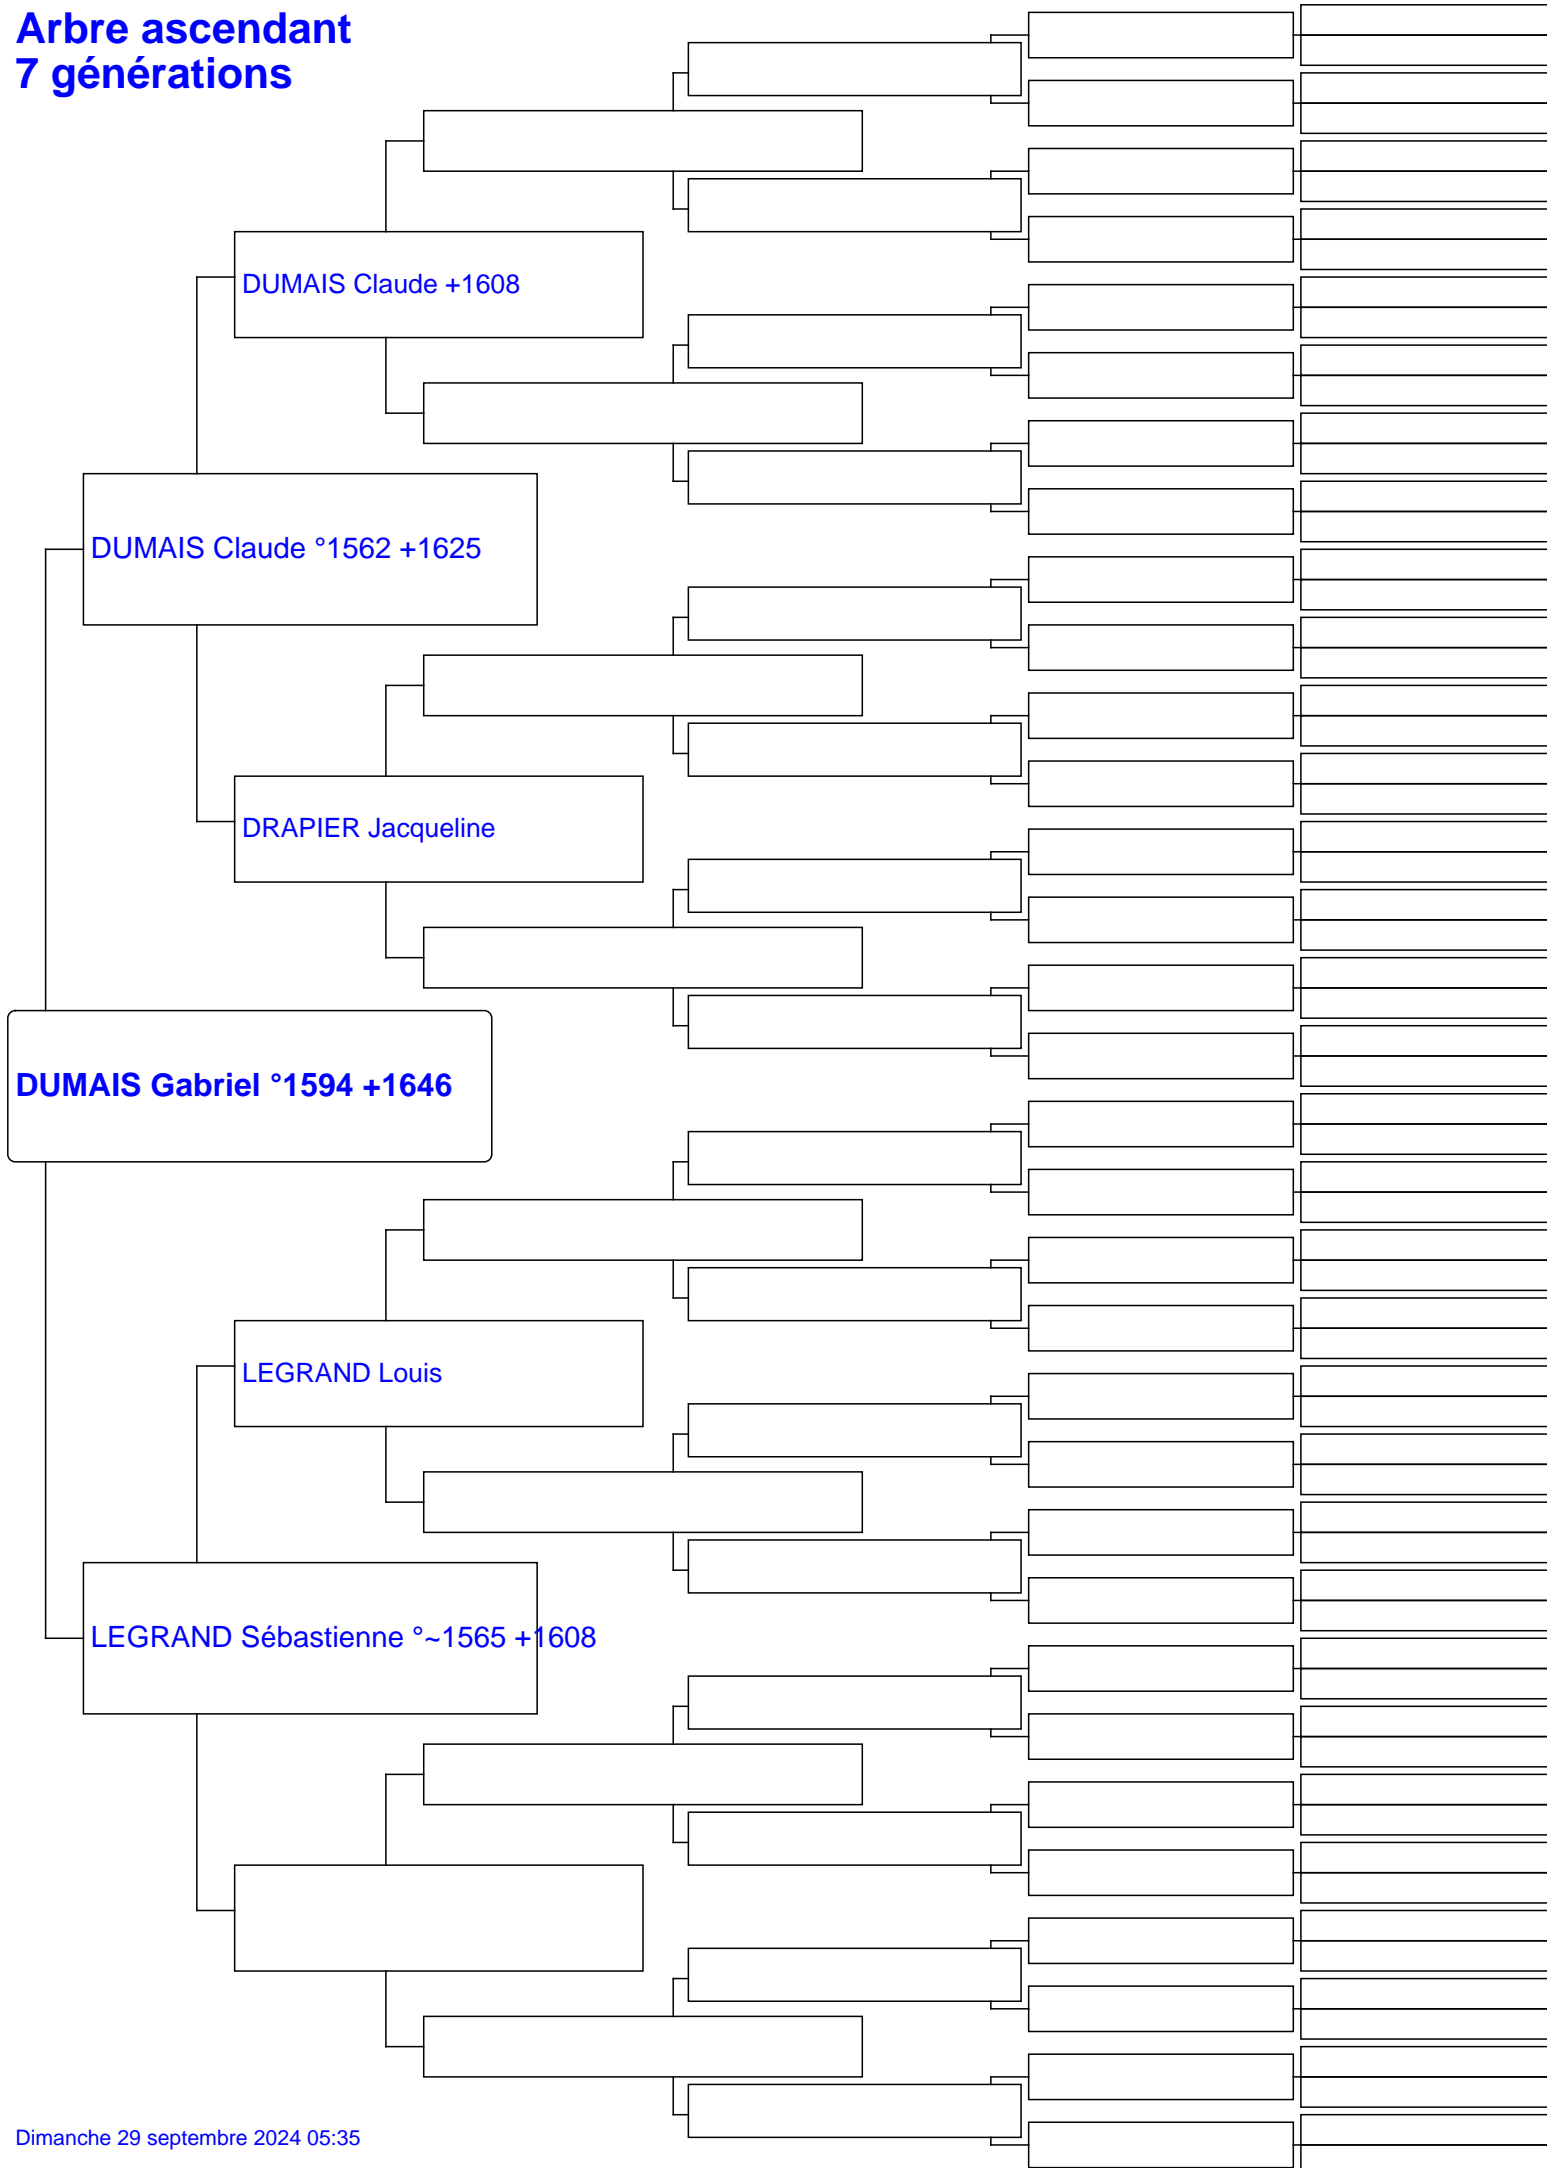 Arbre ascendant
7 générations
DUMAIS Claude +1608
DUMAIS Claude °1562 +1625
DRAPIER Jacqueline
DUMAIS Gabriel °1594 +1646
LEGRAND Louis
LEGRAND Sébastienne °~1565 +1608
Dimanche 29 septembre 2024 05:35